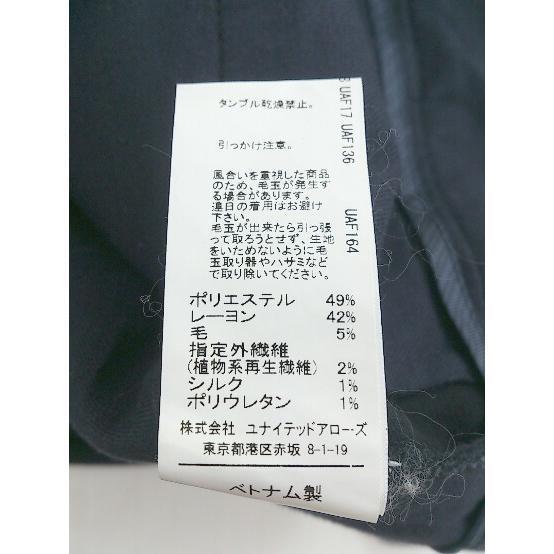 タンブル乾燥禁止。
引っかけ注意。
風合いを重視した商品
のため、毛玉が発生す
る場合があります。
連日の着用はお避け
下さい。
毛玉が出来たら引っ張
って取ろうとせず、生地
をいためないように毛
玉取り器やハサミなど
で取り除いてください。
ポリエステル 49%
レーヨン 42%
毛 5%
指定外繊維
(植物系再生繊維) 2%
シルク 1%
ポリウレタン 1%
株式会社 ユナイテッドアローズ
東京都港区赤坂 8-1-19
ベトナム製
UAF17 UAF136 UAF164